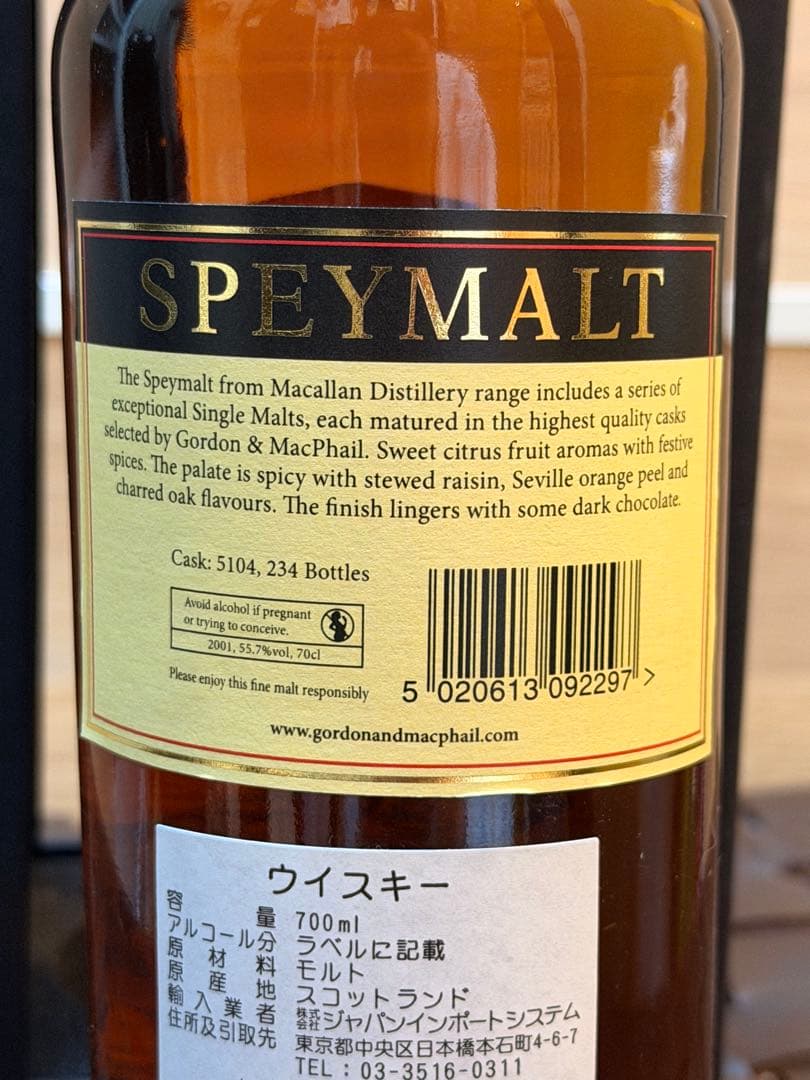 SPEYMALT
The Speymalt from Macallan Distillery range includes a series of
exceptional Single Malts, each matured in the highest quality casks
selected by Gordon & MacPhail. Sweet citrus fruit aromas with festive
spices. The palate is spicy with stewed raisin, Seville orange peel and
charred oak flavours. The finish lingers with some dark chocolate.
Cask: 5104, 234 Bottles
Avoid alcohol if pregnant
or trying to conceive.
2001, 55.7%vol, 70cl
Please enjoy this fine malt responsibly
5 020613 092297 >
www.gordonandmacphail.com
ウイスキー
容量 700ml
アルコール分 ラベルに記載
原材料 モルト
原産地 スコットランド
輸入業者 株式会社ジャパンインポートシステム
住所及引取先 東京都中央区日本橋本石町4-6-7
TEL：03-3516-0311